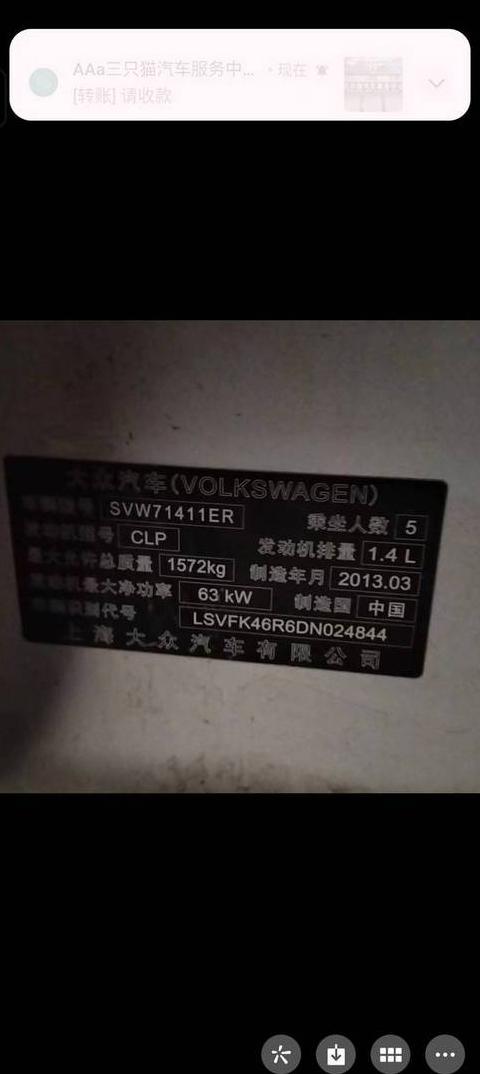 AAa三只猫汽车服务中... · 现在
[转账] 请收款
大众汽车(VOLKSWAGEN)
车辆型号 SVW71411ER 乘坐人数 5
发动机型号 CLP 发动机排量 1.4 L
最大允许总质量 1572kg 制造年月 2013.03
发动机最大净功率 63 kW 制造国 中国
车辆识别代号 LSVFK46R6DN024844
上海大众汽车有限公司